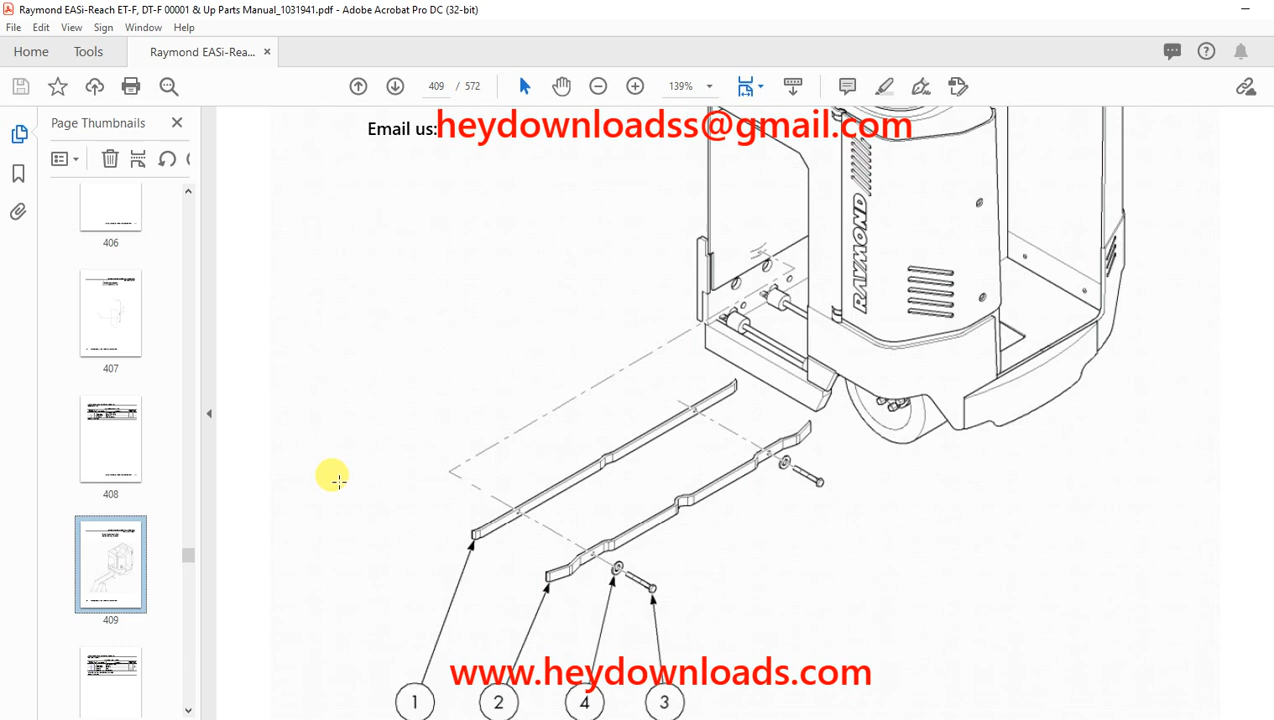 Raymond EASi-Reach ET-F, DT-F 00001 & Up Parts Manual_1031941.pdf - Adobe Acrobat Pro DC (32-bit)
File Edit View Sign Window Help
Home Tools Raymond EASi-Rea... ×
409 / 572 139%
Page Thumbnails
406
407
408
409
Email us: heydownloadss@gmail.com
RAYMOND
1 2 4 3
www.heydownloads.com